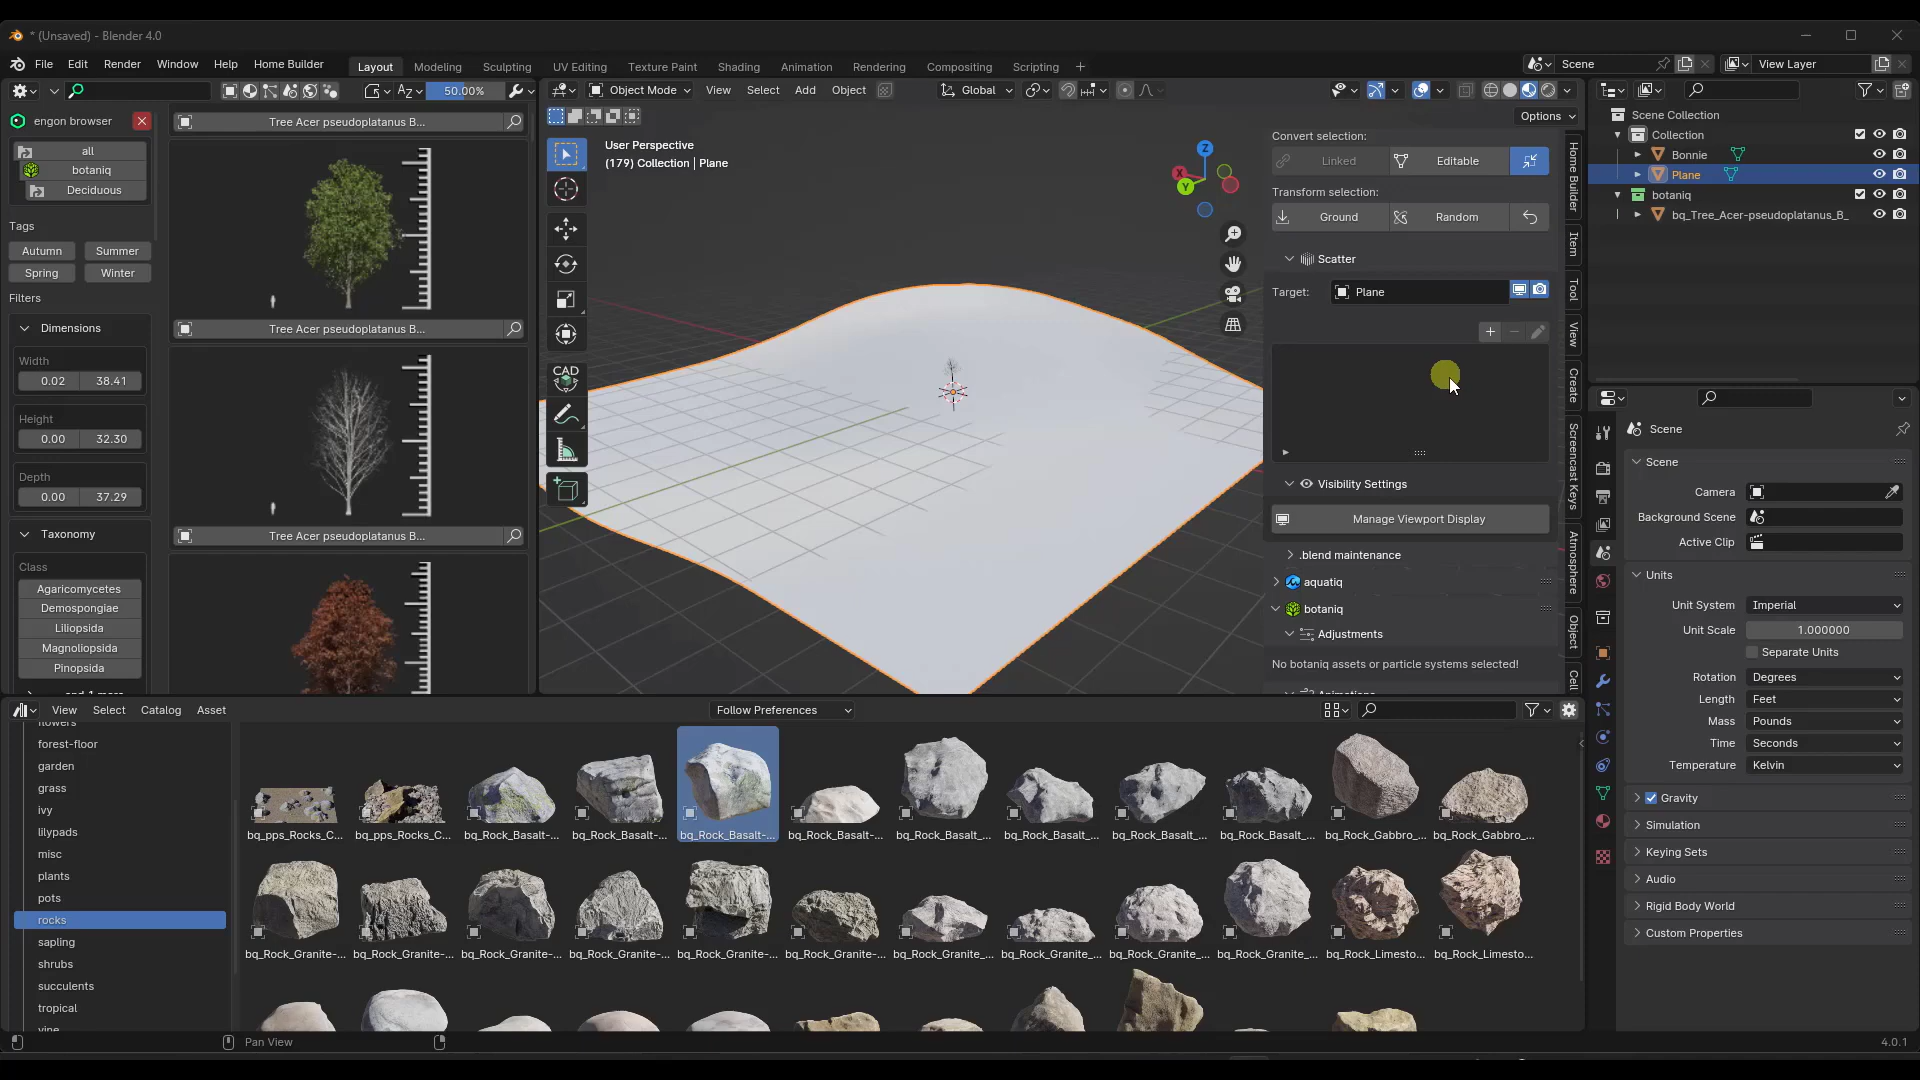 * (Unsaved) - Blender 4.0
File Edit Render Window Help Home Builder
Layout Modeling Sculpting UV Editing Texture Paint Shading Animation Rendering Compositing Scripting +
Scene
View Layer
50.00%
Object Mode View Select Add Object Global
Options
engon browser
all
botaniq
Deciduous
Tags
Autumn Summer
Spring Winter
Filters
Dimensions
Width
0.02 38.41
Height
0.00 32.30
Depth
0.00 37.29
Taxonomy
Class
Agaricomycetes
Demospongiae
Liliopsida
Magnoliopsida
Pinopsida
Tree Acer pseudoplatanus B...
Tree Acer pseudoplatanus B...
Tree Acer pseudoplatanus B...
CAD
User Perspective
(179) Collection | Plane
Z
X
Y
Convert selection:
Linked Editable
Transform selection:
Ground Random
Scatter
Target: Plane
Visibility Settings
Manage Viewport Display
.blend maintenance
aquatiq
botaniq
Adjustments
No botaniq assets or particle systems selected!
Home Builder
Item
Tool
View
Create
Screencast Keys
Atmosphere
Object
Cell
Scene Collection
Collection
Bonnie
Plane
botaniq
bq_Tree_Acer-pseudoplatanus_B_
Scene
Scene
Camera
Background Scene
Active Clip
Units
Unit System Imperial
Unit Scale 1.000000
Separate Units
Rotation Degrees
Length Feet
Mass Pounds
Time Seconds
Temperature Kelvin
Gravity
Simulation
Keying Sets
Audio
Rigid Body World
Custom Properties
View Select Catalog Asset
Follow Preferences
flowers
forest-floor
garden
grass
ivy
lilypads
misc
plants
pots
rocks
sapling
shrubs
succulents
tropical
vine
bq_pps_Rocks_C... bq_pps_Rocks_C... bq_Rock_Basalt-... bq_Rock_Basalt-... bq_Rock_Basalt-... bq_Rock_Basalt-... bq_Rock_Basalt_... bq_Rock_Basalt_... bq_Rock_Basalt_... bq_Rock_Basalt_... bq_Rock_Gabbro_... bq_Rock_Gabbro_...
bq_Rock_Granite-... bq_Rock_Granite-... bq_Rock_Granite-... bq_Rock_Granite-... bq_Rock_Granite-... bq_Rock_Granite-... bq_Rock_Granite_... bq_Rock_Granite_... bq_Rock_Granite_... bq_Rock_Granite_... bq_Rock_Limesto... bq_Rock_Limesto...
Pan View
4.0.1